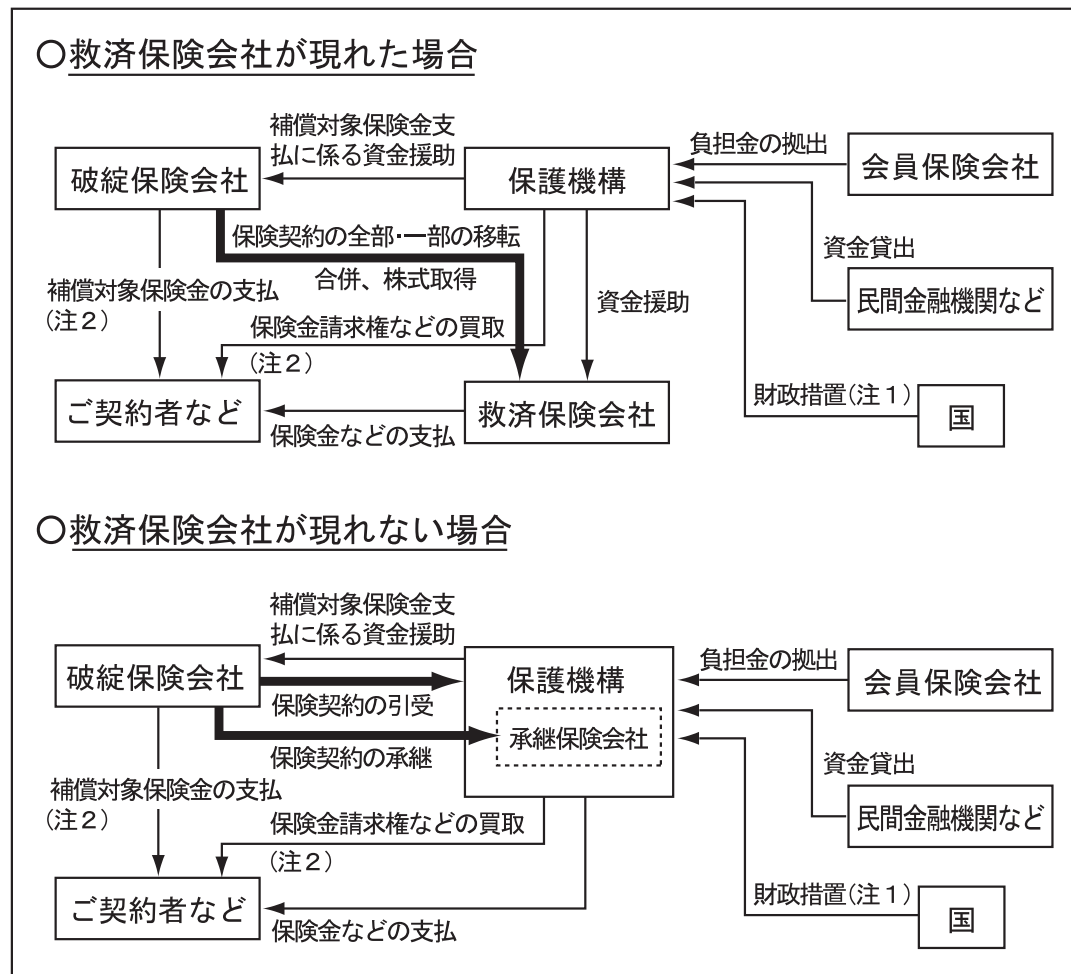 ○救済保険会社が現れた場合
補償対象保険金支
払に係る資金援助
破綻保険会社
保護機構
負担金の拠出
会員保険会社
保険契約の全部･一部の移転
合併、株式取得
資金貸出
民間金融機関など
補償対象保険金の支払
(注２)
資金援助
保険金請求権などの買取
(注２)
ご契約者など
救済保険会社
保険金などの支払
財政措置(注１)
国
○救済保険会社が現れない場合
補償対象保険金支
払に係る資金援助
破綻保険会社
保護機構
負担金の拠出
会員保険会社
保険契約の引受
承継保険会社
保険契約の承継
資金貸出
民間金融機関など
補償対象保険金の支払
(注２)
保険金請求権などの買取
(注２)
ご契約者など
保険金などの支払
財政措置(注１)
国